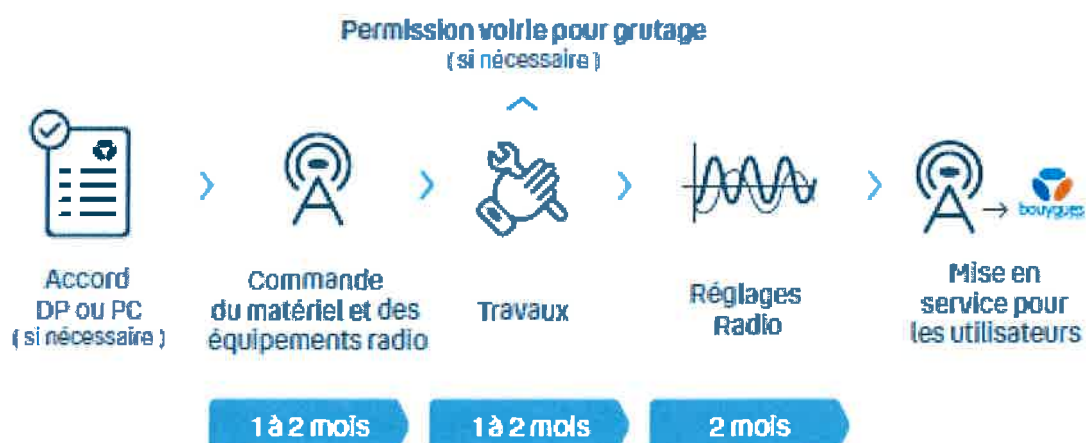 Permission voirie pour grutage
( si nécessaire )
Accord
DP ou PC
( si nécessaire )
Commande
du matériel et des
équipements radio
Travaux
Réglages
Radio
bouygues
Mise en
service pour
les utilisateurs
1 à 2 mois
1 à 2 mois
2 mois